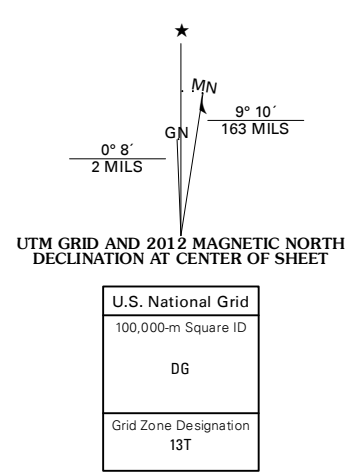 ★
MN
GN
9° 10´
163 MILS
0° 8´
2 MILS
UTM GRID AND 2012 MAGNETIC NORTH
DECLINATION AT CENTER OF SHEET
U.S. National Grid
100,000-m Square ID
DG
Grid Zone Designation
13T